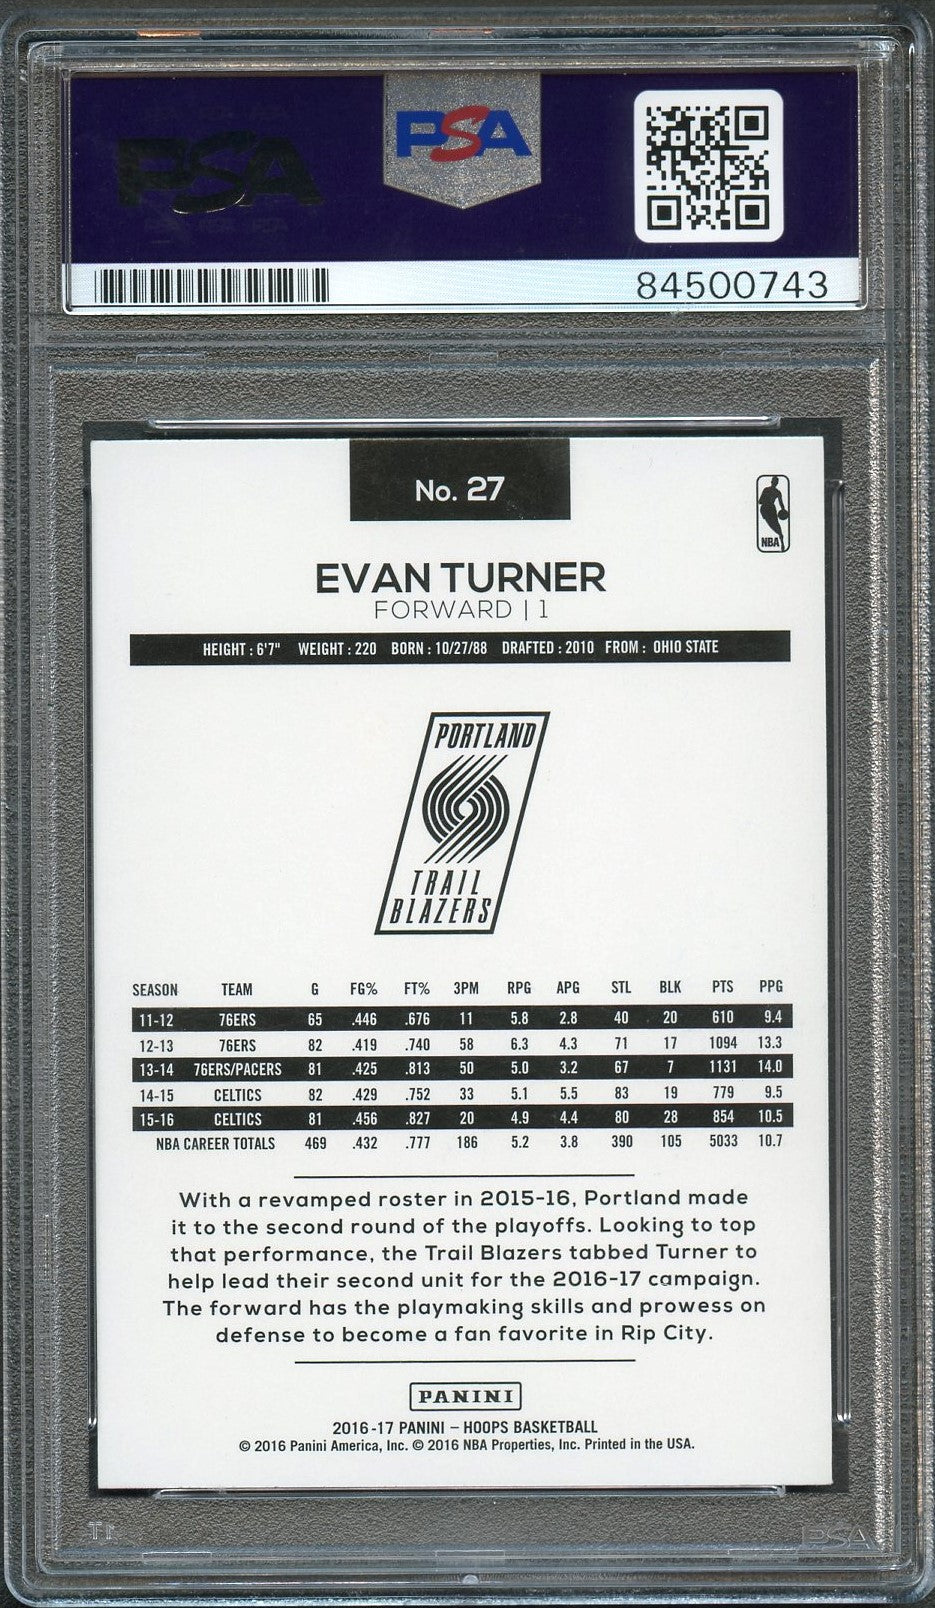 PSA PSA
84500743
No. 27
NBA
EVAN TURNER
FORWARD | 1
HEIGHT : 6'7" WEIGHT : 220 BORN : 10/27/88 DRAFTED : 2010 FROM : OHIO STATE
PORTLAND
TRAIL
BLAZERS
SEASON TEAM G FG% FT% 3PM RPG APG STL BLK PTS PPG
11-12 76ERS 65 .446 .676 11 5.8 2.8 40 20 610 9.4
12-13 76ERS 82 .419 .740 58 6.3 4.3 71 17 1094 13.3
13-14 76ERS/PACERS 81 .425 .813 50 5.0 3.2 67 7 1131 14.0
14-15 CELTICS 82 .429 .752 33 5.1 5.5 83 19 779 9.5
15-16 CELTICS 81 .456 .827 20 4.9 4.4 80 28 854 10.5
NBA CAREER TOTALS 469 .432 .777 186 5.2 3.8 390 105 5033 10.7
With a revamped roster in 2015-16, Portland made
it to the second round of the playoffs. Looking to top
that performance, the Trail Blazers tabbed Turner to
help lead their second unit for the 2016-17 campaign.
The forward has the playmaking skills and prowess on
defense to become a fan favorite in Rip City.
PANINI
2016-17 PANINI – HOOPS BASKETBALL
© 2016 Panini America, Inc. © 2016 NBA Properties, Inc. Printed in the USA.
PSA